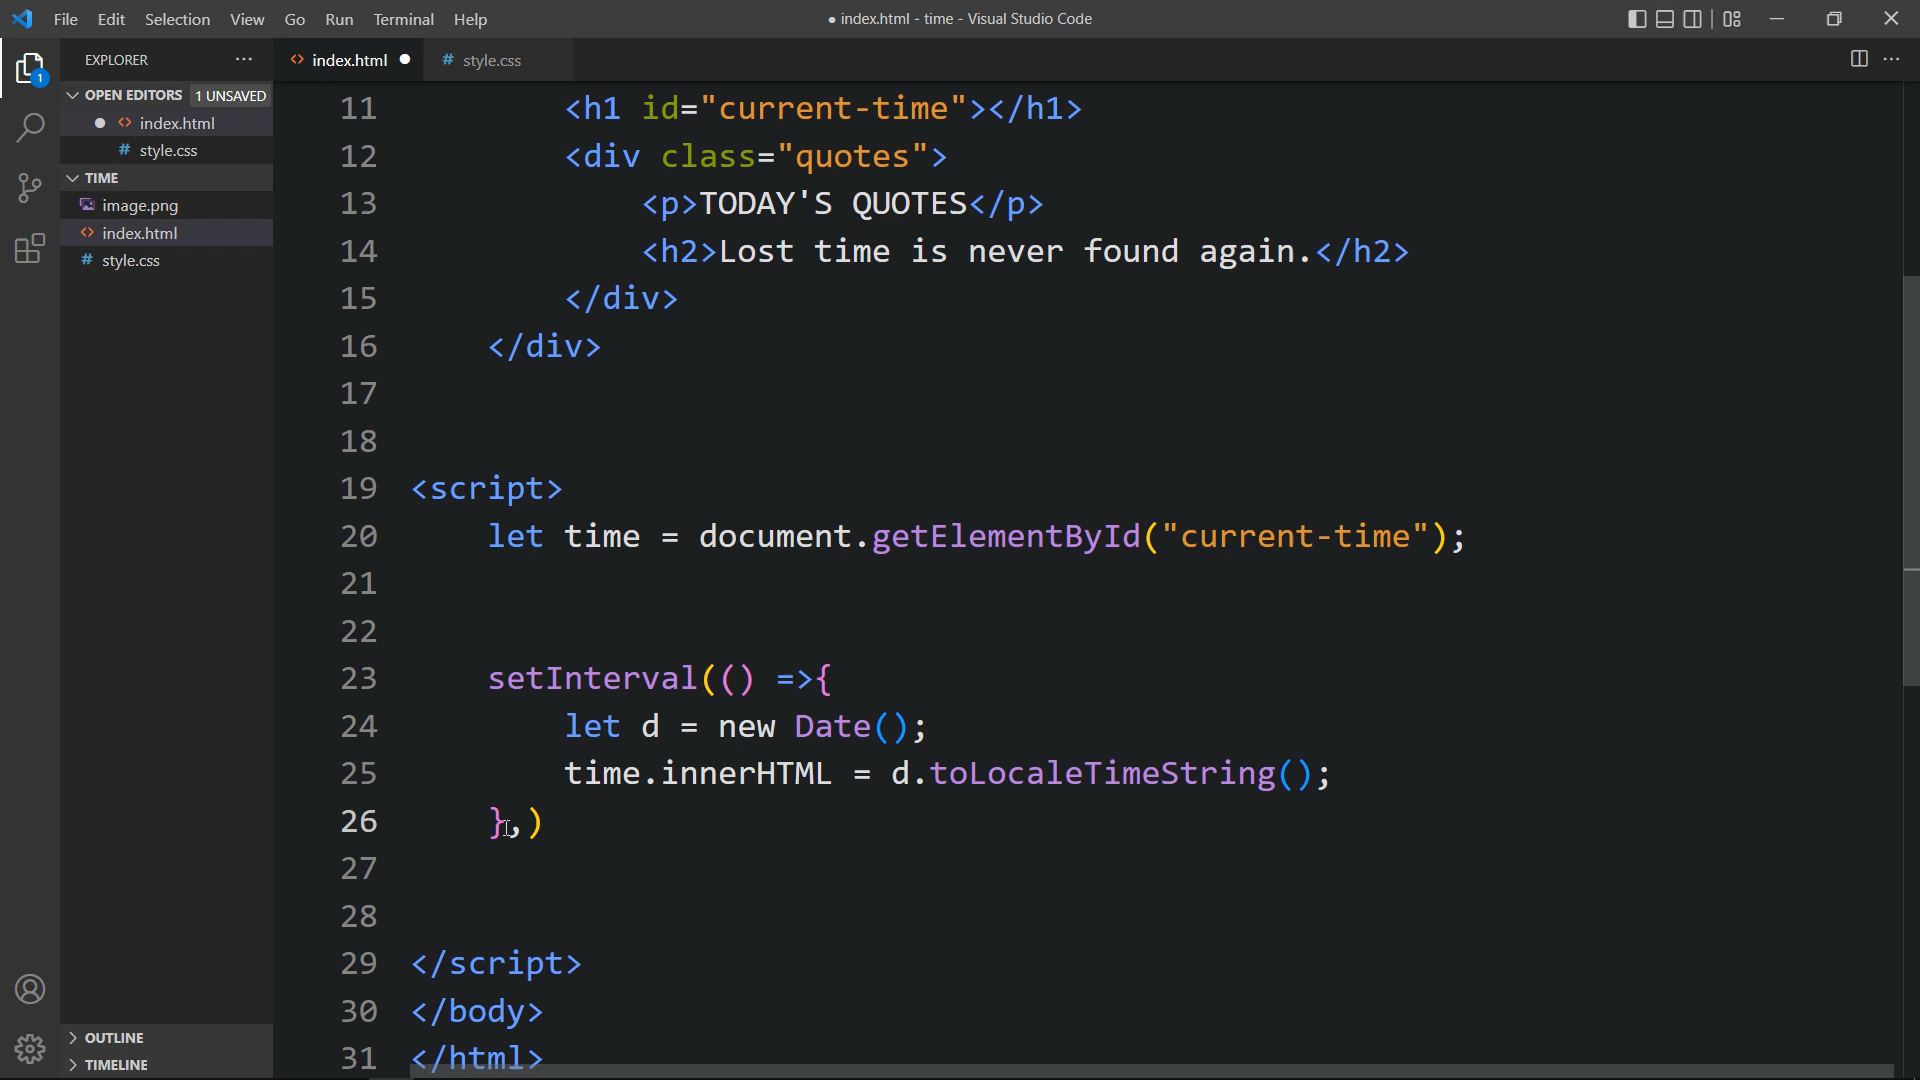 File Edit Selection View Go Run Terminal Help
● index.html - time - Visual Studio Code
EXPLORER
OPEN EDITORS 1 UNSAVED
index.html
style.css
TIME
image.png
index.html
style.css
OUTLINE
TIMELINE
1
index.html
style.css
11 <h1 id="current-time"></h1>
12 <div class="quotes">
13 <p>TODAY'S QUOTES</p>
14 <h2>Lost time is never found again.</h2>
15 </div>
16 </div>
17
18
19 <script>
20 let time = document.getElementById("current-time");
21
22
23 setInterval(() =>{
24 let d = new Date();
25 time.innerHTML = d.toLocaleTimeString();
26 },)
27
28
29 </script>
30 </body>
31 </html>